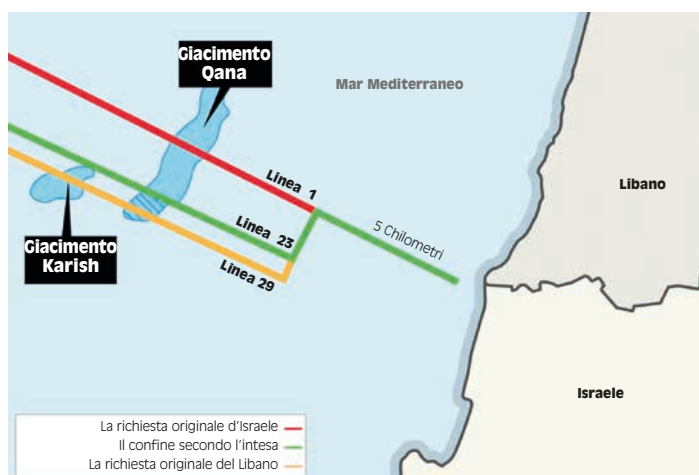 Giacimento
Qana
Mar Mediterraneo
Linea 1
Libano
Linea 23
5 Chilometri
Giacimento
Karish
Linea 29
Israele
La richiesta originale d'Israele
Il confine secondo l'intesa
La richiesta originale del Libano